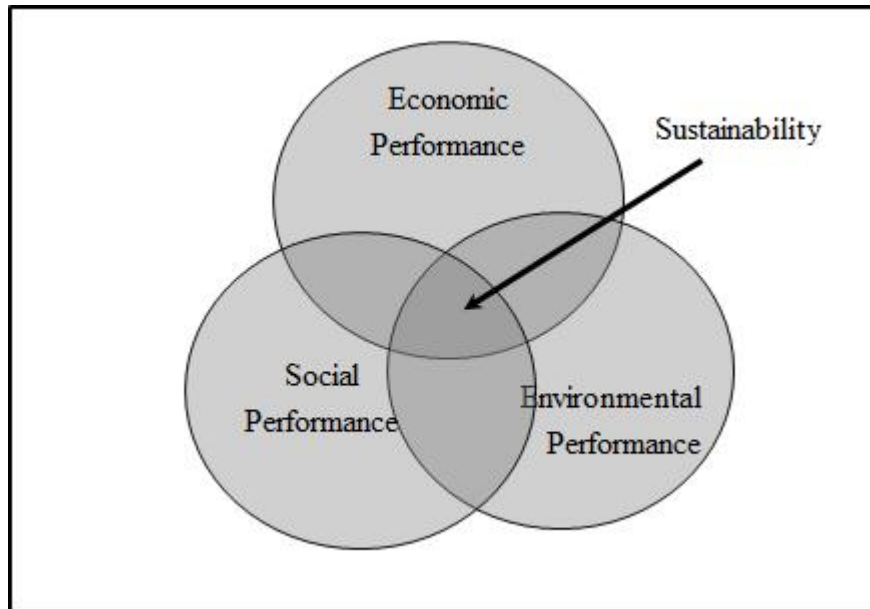 Economic
Performance
Sustainability
Social
Performance
Environmental
Performance